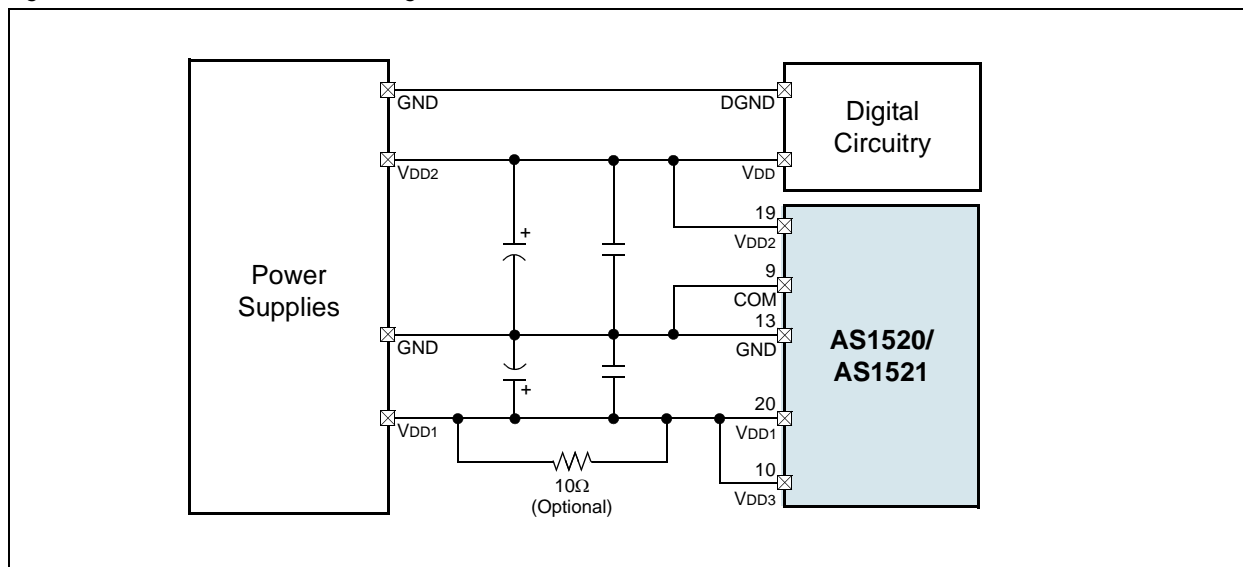 Power
Supplies
GND
VDD2
GND
VDD1
10Ω
(Optional)
DGND
VDD
Digital
Circuitry
19
VDD2
9
COM
13
GND
20
VDD1
10
VDD3
AS1520/
AS1521
+
+